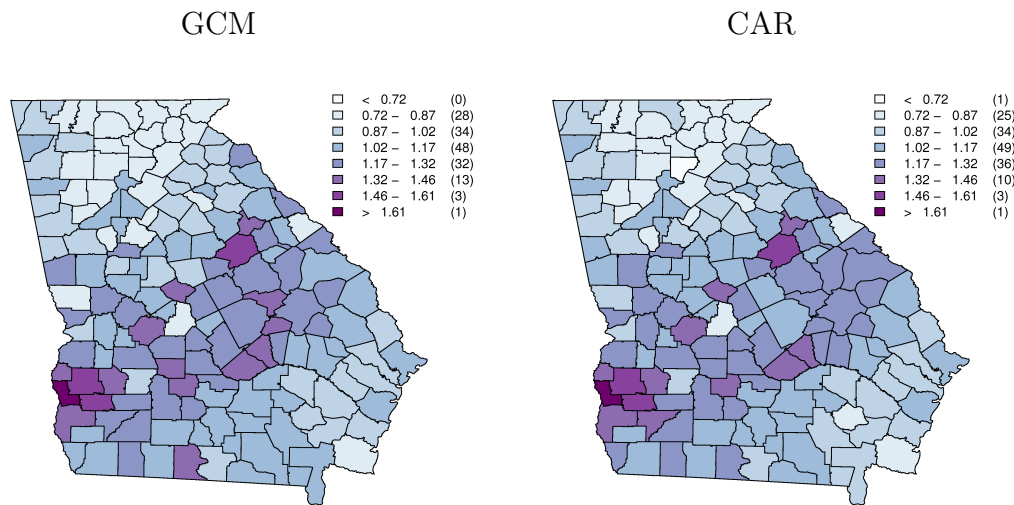 GCM
< 0.72 (0)
0.72 – 0.87 (28)
0.87 – 1.02 (34)
1.02 – 1.17 (48)
1.17 – 1.32 (32)
1.32 – 1.46 (13)
1.46 – 1.61 (3)
> 1.61 (1)
CAR
< 0.72 (1)
0.72 – 0.87 (25)
0.87 – 1.02 (34)
1.02 – 1.17 (49)
1.17 – 1.32 (36)
1.32 – 1.46 (10)
1.46 – 1.61 (3)
> 1.61 (1)